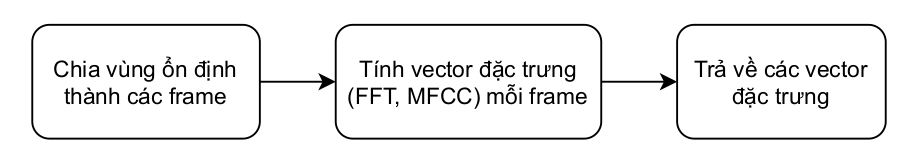 Chia vùng ổn định
thành các frame
Tính vector đặc trưng
(FFT, MFCC) mỗi frame
Trả về các vector
đặc trưng